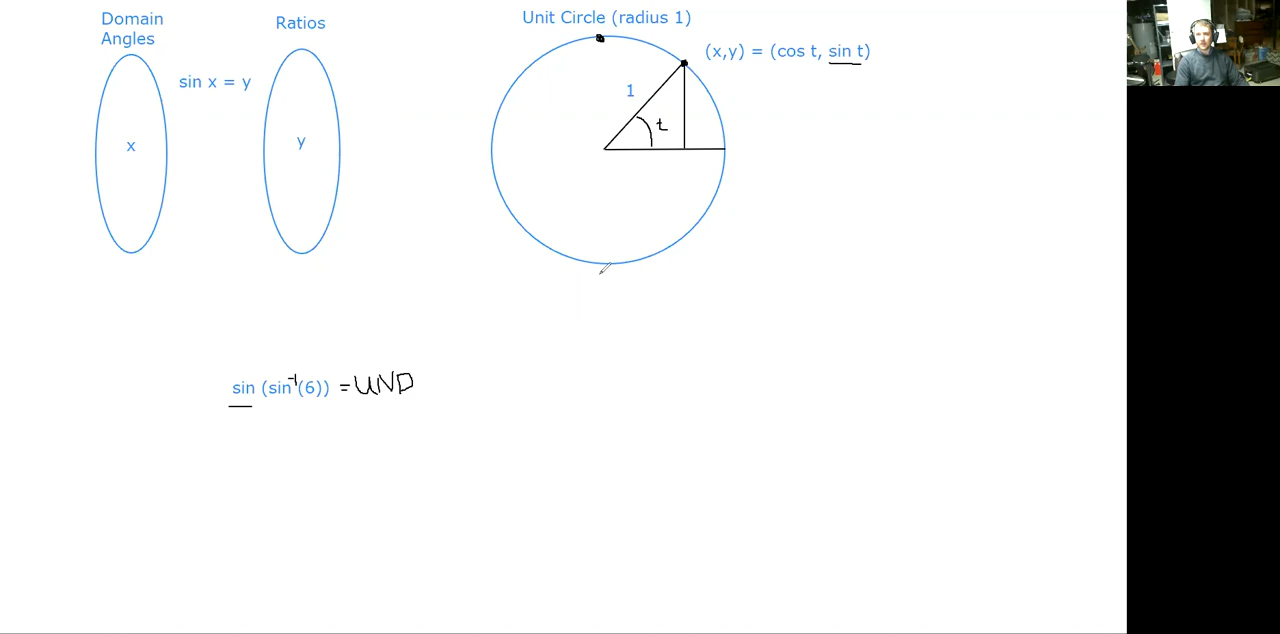 Domain
Angles
Ratios
sin x = y
x
y
Unit Circle (radius 1)
(x,y) = (cos t, sin t)
1
t
sin (sin⁻¹(6)) = UND